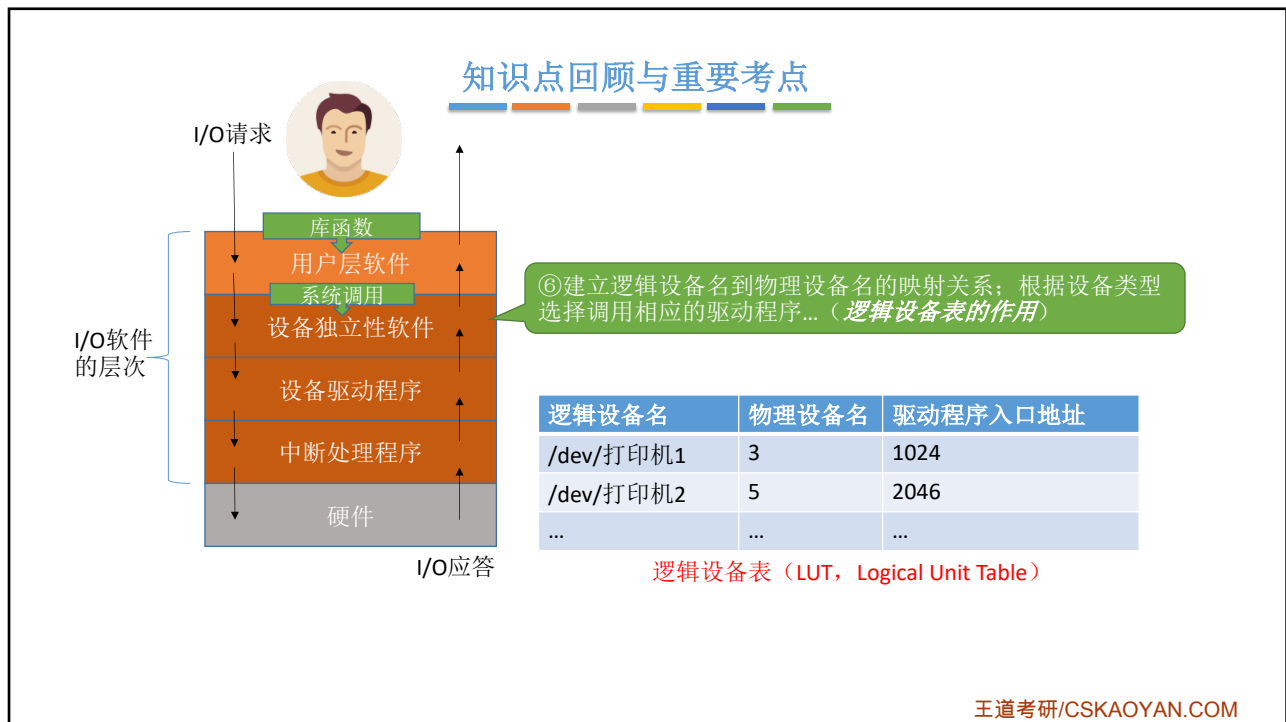 知识点回顾与重要考点
I/O请求
库函数
用户层软件
系统调用
设备独立性软件
设备驱动程序
中断处理程序
硬件
I/O软件
的层次
I/O应答
⑥建立逻辑设备名到物理设备名的映射关系；根据设备类型
选择调用相应的驱动程序…（逻辑设备表的作用）
逻辑设备名 物理设备名 驱动程序入口地址
/dev/打印机1 3 1024
/dev/打印机2 5 2046
… … …
逻辑设备表（LUT，Logical Unit Table）
王道考研/CSKAOYAN.COM